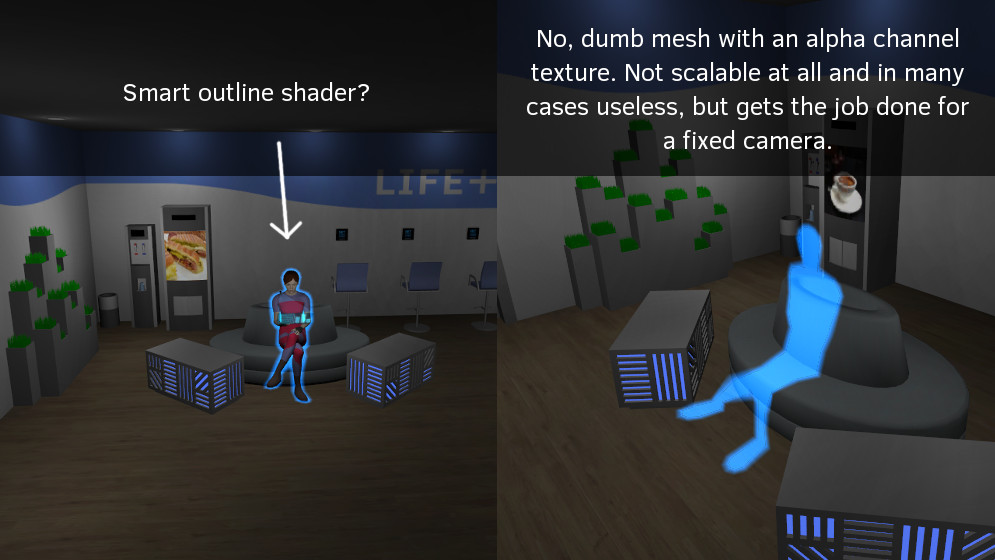 Smart outline shader?
No, dumb mesh with an alpha channel
texture. Not scalable at all and in many
cases useless, but gets the job done for
a fixed camera.
LIFE+